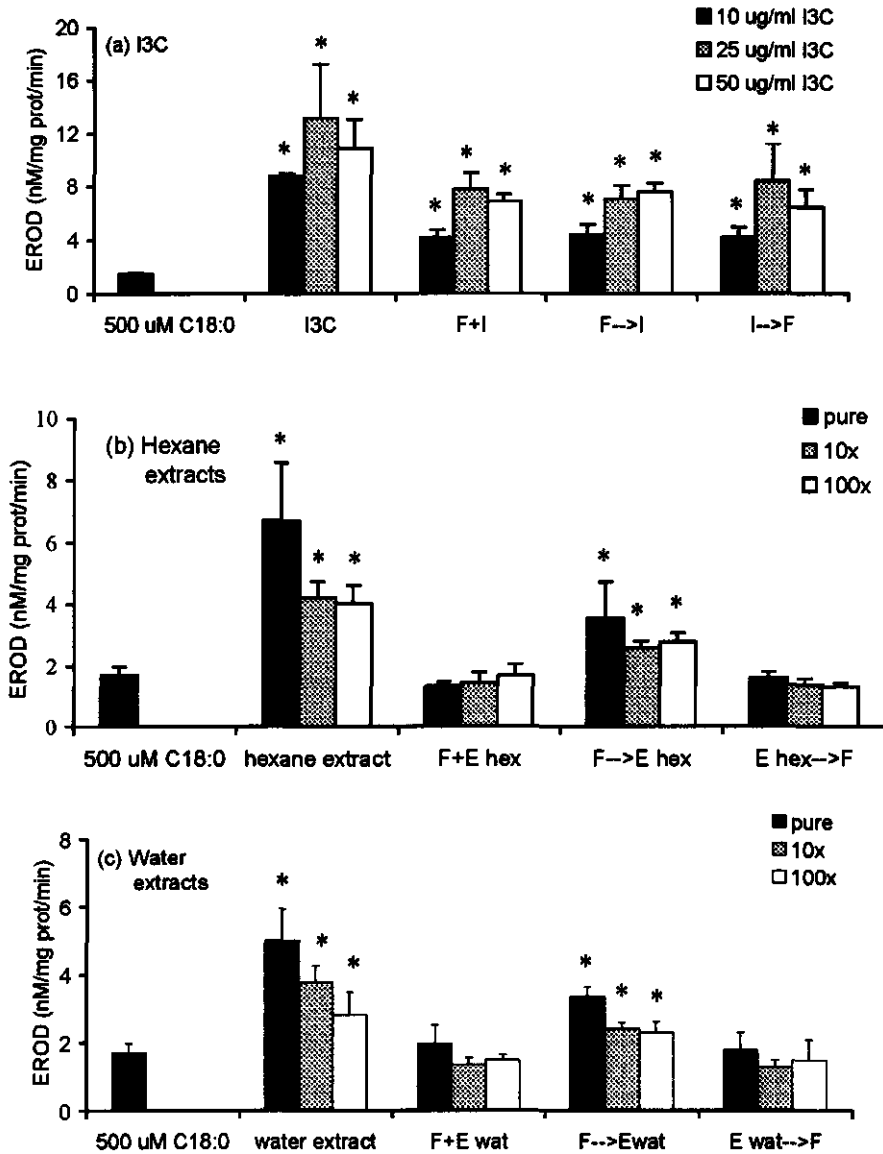 (a) I3C
10 ug/ml I3C
25 ug/ml I3C
50 ug/ml I3C
EROD (nM/mg prot/min)
20
16
12
8
4
0
* * * * * * * * * * * *
500 uM C18:0 I3C F+I F-->I I-->F
(b) Hexane
extracts
pure
10x
100x
EROD (nM/mg prot/min)
10
8
6
4
2
0
* * * * * *
500 uM C18:0 hexane extract F+E hex F-->E hex E hex-->F
(c) Water
extracts
pure
10x
100x
EROD (nM/mg prot/min)
8
6
4
2
0
* * * * * *
500 uM C18:0 water extract F+E wat F-->Ewat E wat-->F